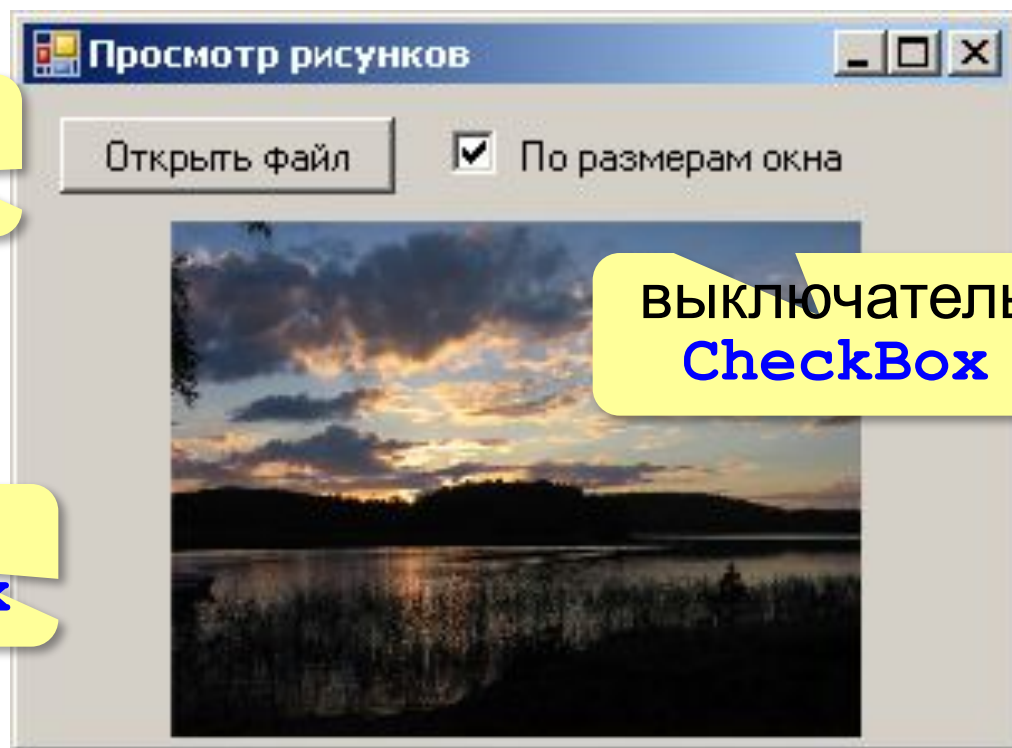 Просмотр рисунков
Открыть файл
По размерам окна
выключатель
CheckBox
x